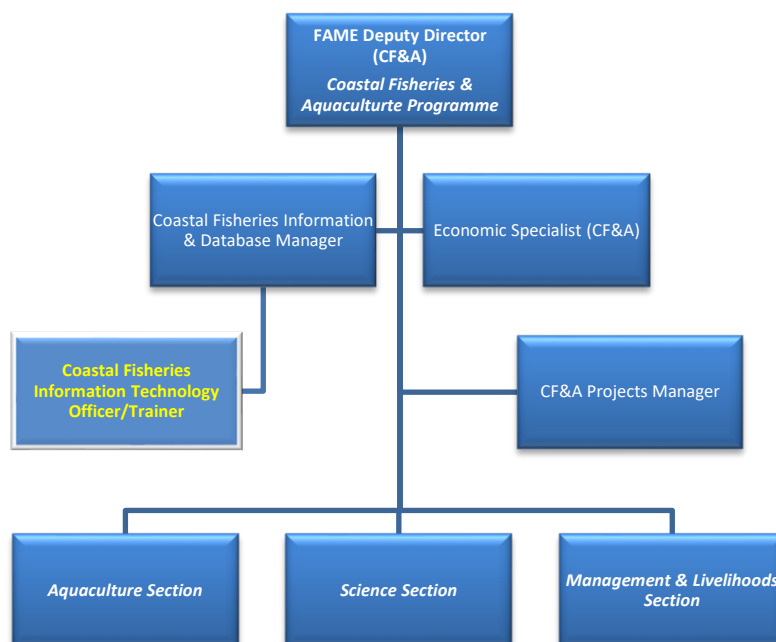 FAME Deputy Director
(CF&A)
Coastal Fisheries &
Aquaculturte Programme
Coastal Fisheries Information
& Database Manager
Economic Specialist (CF&A)
Coastal Fisheries
Information Technology
Officer/Trainer
CF&A Projects Manager
Aquaculture Section
Science Section
Management & Livelihoods
Section